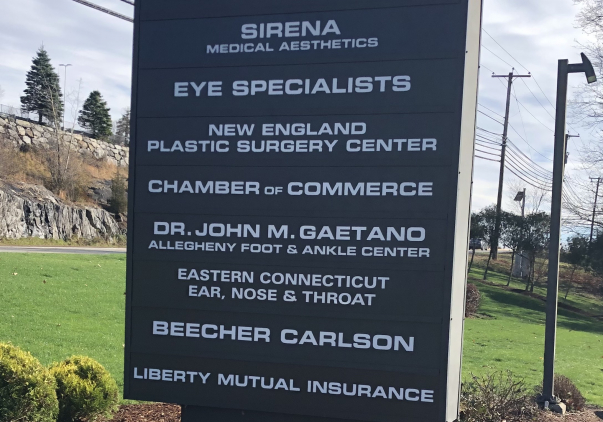 SIRENA
MEDICAL AESTHETICS
EYE SPECIALISTS
NEW ENGLAND
PLASTIC SURGERY CENTER
CHAMBER OF COMMERCE
DR. JOHN M. GAETANO
ALLEGHENY FOOT & ANKLE CENTER
EASTERN CONNECTICUT
EAR, NOSE & THROAT
BEECHER CARLSON
LIBERTY MUTUAL INSURANCE